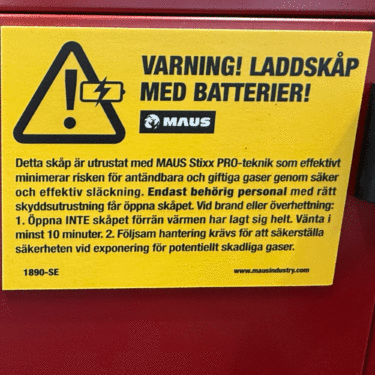 VARNING! LADDSKÅP
MED BATTERIER!
MAUS
Detta skåp är utrustat med MAUS Stixx PRO-teknik som effektivt
minimerar risken för antändbara och giftiga gaser genom säker
och effektiv släckning. Endast behörig personal med rätt
skyddsutrustning får öppna skåpet. Vid brand eller överhettning:
1. Öppna INTE skåpet förrän värmen har lagt sig helt. Vänta i
minst 10 minuter. 2. Följsam hantering krävs för att säkerställa
säkerheten vid exponering för potentiellt skadliga gaser.
1890-SE www.mausindustry.com